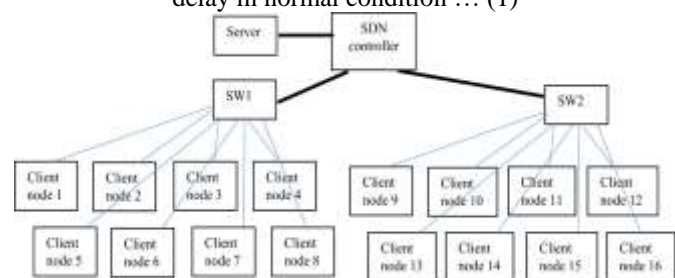 delay in normal condition … (1)
Server
SDN
controller
SW1
SW2
Client
node 1
Client
node 2
Client
node 3
Client
node 4
Client
node 5
Client
node 6
Client
node 7
Client
node 8
Client
node 9
Client
node 10
Client
node 11
Client
node 12
Client
node 13
Client
node 14
Client
node 15
Client
node 16